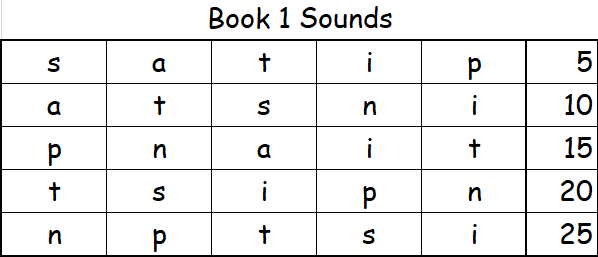 Book 1 Sounds
s a t i p 5
a t s n i 10
p n a i t 15
t s i p n 20
n p t s i 25